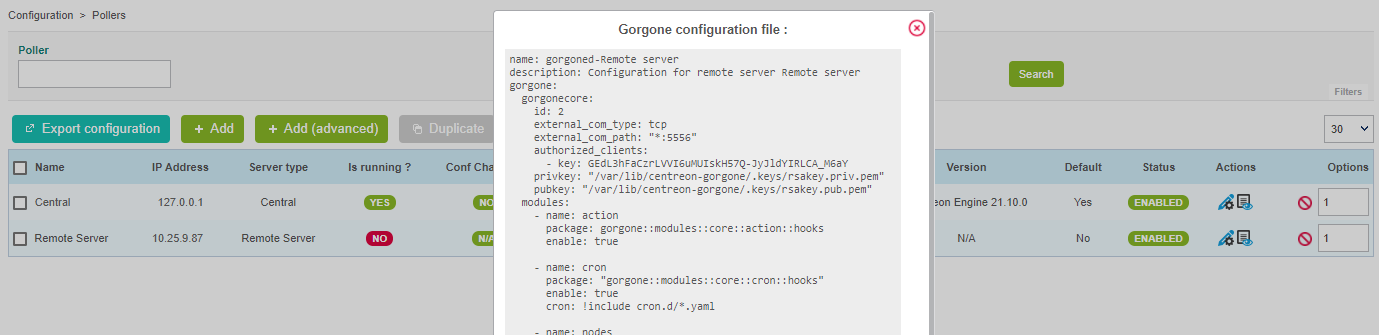 Configuration > Pollers
Poller
Search
Filters
Export configuration
+ Add
+ Add (advanced)
Duplicate
30
Name IP Address Server type Is running ? Conf Cha Version Default Status Actions Options
Central 127.0.0.1 Central YES NO eon Engine 21.10.0 Yes ENABLED 1
Remote Server 10.25.9.87 Remote Server NO N/A N/A No ENABLED 1
Gorgone configuration file :
name: gorgoned-Remote server
description: Configuration for remote server Remote server
gorgone:
  gorgonecore:
    id: 2
    external_com_type: tcp
    external_com_path: "*:5556"
    authorized_clients:
      - key: GEdL3hFaCzrLVVI6uMUIskH57Q-JyJldYIRLCA_M6aY
    privkey: "/var/lib/centreon-gorgone/.keys/rsakey.priv.pem"
    pubkey: "/var/lib/centreon-gorgone/.keys/rsakey.pub.pem"
  modules:
    - name: action
      package: gorgone::modules::core::action::hooks
      enable: true
    - name: cron
      package: "gorgone::modules::core::cron::hooks"
      enable: true
      cron: !include cron.d/*.yaml
    - name: nodes